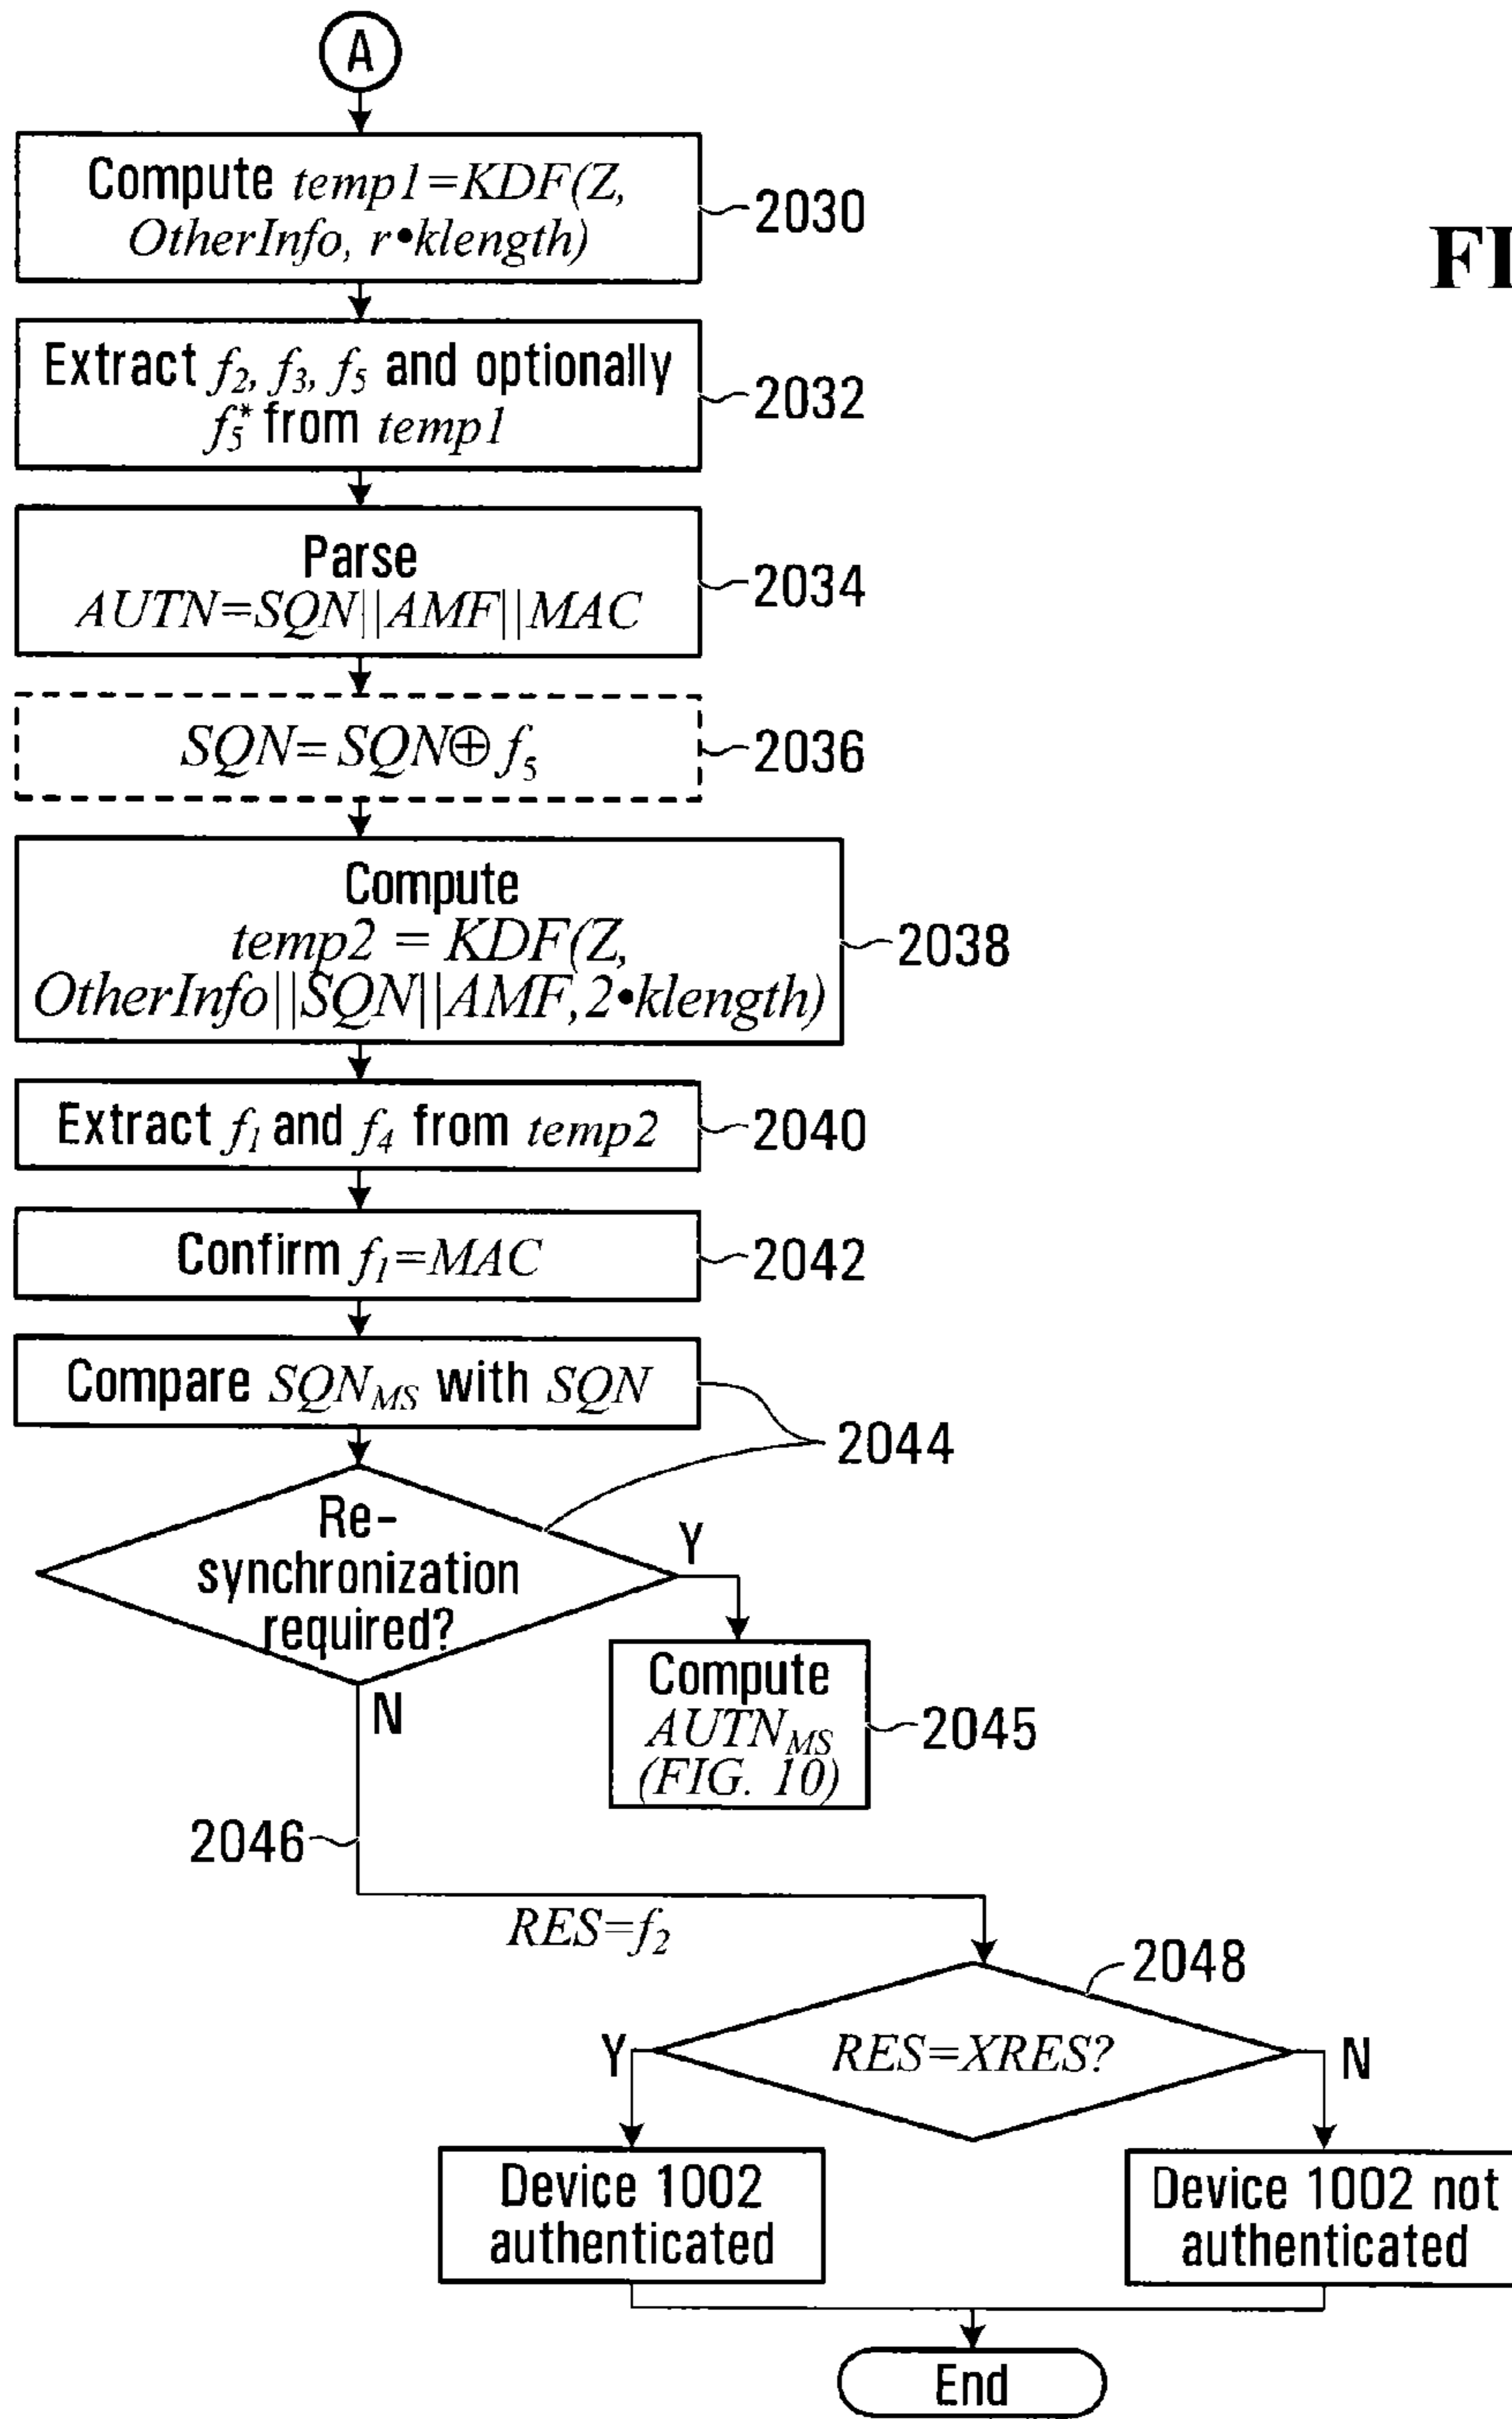 A
Compute temp1=KDF(Z,
OtherInfo, r•klength)
2030
FI
Extract f2, f3, f5 and optionally
f5* from temp1
2032
Parse
AUTN=SQN||AMF||MAC
2034
SQN=SQN⊕f5
2036
Compute
temp2 = KDF(Z,
OtherInfo||SQN||AMF,2•klength)
2038
Extract f1 and f4 from temp2
2040
Confirm f1=MAC
2042
Compare SQNMS with SQN
2044
Re-
synchronization
required?
Y
N
Compute
AUTNMS
(FIG. 10)
2045
2046
RES=f2
2048
RES=XRES?
Y
N
Device 1002
authenticated
Device 1002 not
authenticated
End